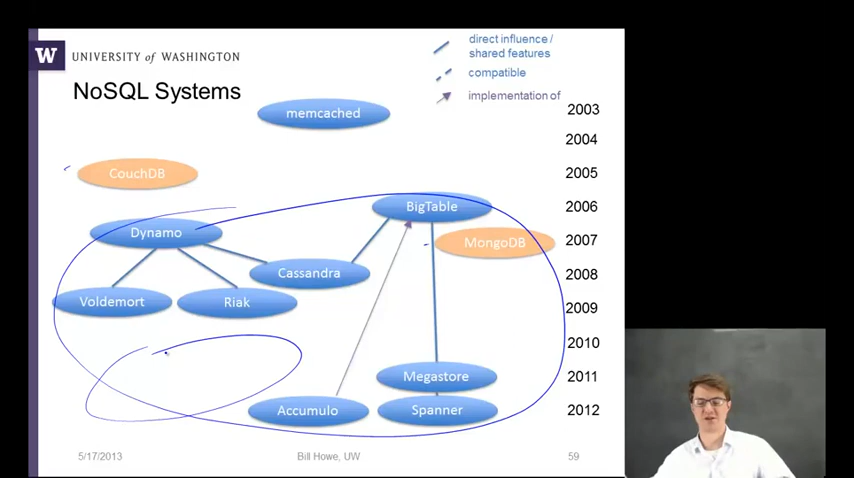 W UNIVERSITY of WASHINGTON
direct influence /
shared features
compatible
implementation of
NoSQL Systems
memcached
2003
2004
CouchDB
2005
BigTable
2006
Dynamo
MongoDB
2007
Cassandra
2008
Voldemort
Riak
2009
2010
Megastore
2011
Accumulo
Spanner
2012
5/17/2013
Bill Howe, UW
59